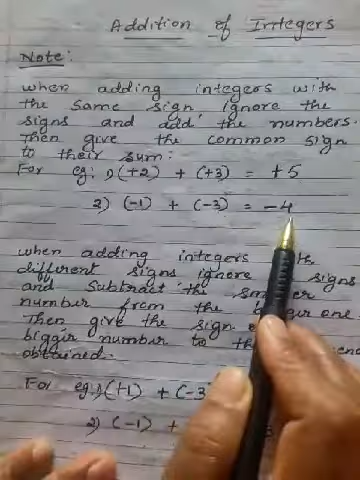 Addition of Integers
Note:
when adding integers with
the same sign ignore the
signs and add the numbers.
Then give the common sign
to their sum:
For eg: 1) (+2) + (+3) = +5
2) (-1) + (-3) = -4
when adding integers
different signs ignore signs
and subtract the
number from the one
Then give the sign
biggir number to
obtained.
For eg. 1) (+1) + (-3
2) (-1) +